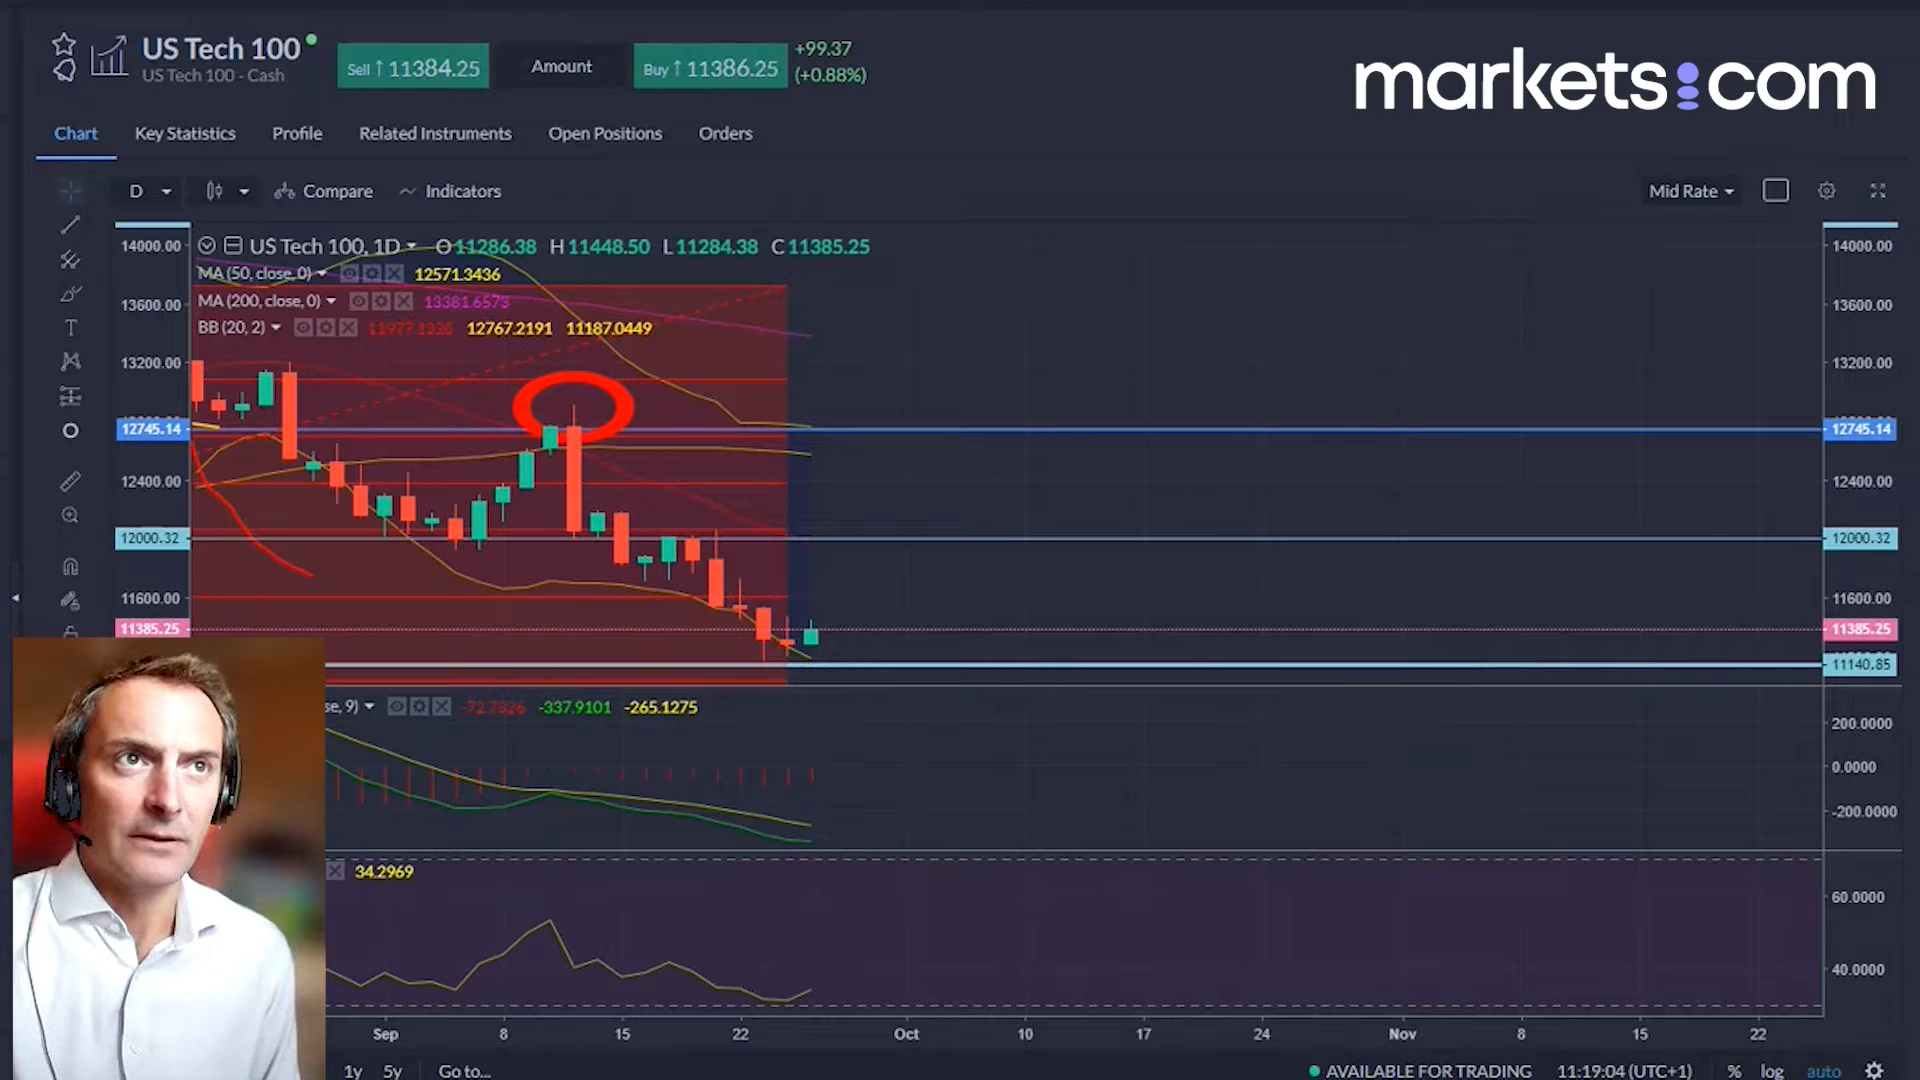 US Tech 100
US Tech 100 - Cash
Sell ↑ 11384.25
Amount
Buy ↑ 11386.25
+99.37
(+0.88%)
markets.com
Chart Key Statistics Profile Related Instruments Open Positions Orders
D Compare Indicators Mid Rate
US Tech 100, 1D O11286.38 H11448.50 L11284.38 C11385.25
MA (50, close, 0) 12571.3436
MA (200, close, 0) 13381.6573
BB (20, 2) 12767.2191 11187.0449
14000.00 14000.00
13600.00 13600.00
13200.00 13200.00
12745.14 12745.14
12400.00 12400.00
12000.32 12000.32
11600.00 11600.00
11385.25 11385.25
11140.85
se, 9) -72.7826 -337.9101 -265.1275
200.0000
0.0000
-200.0000
34.2969
60.0000
40.0000
Sep 8 15 22 Oct 10 17 24 Nov 8 15 22
1y 5y Go to... AVAILABLE FOR TRADING 11:19:04 (UTC+1) % log auto